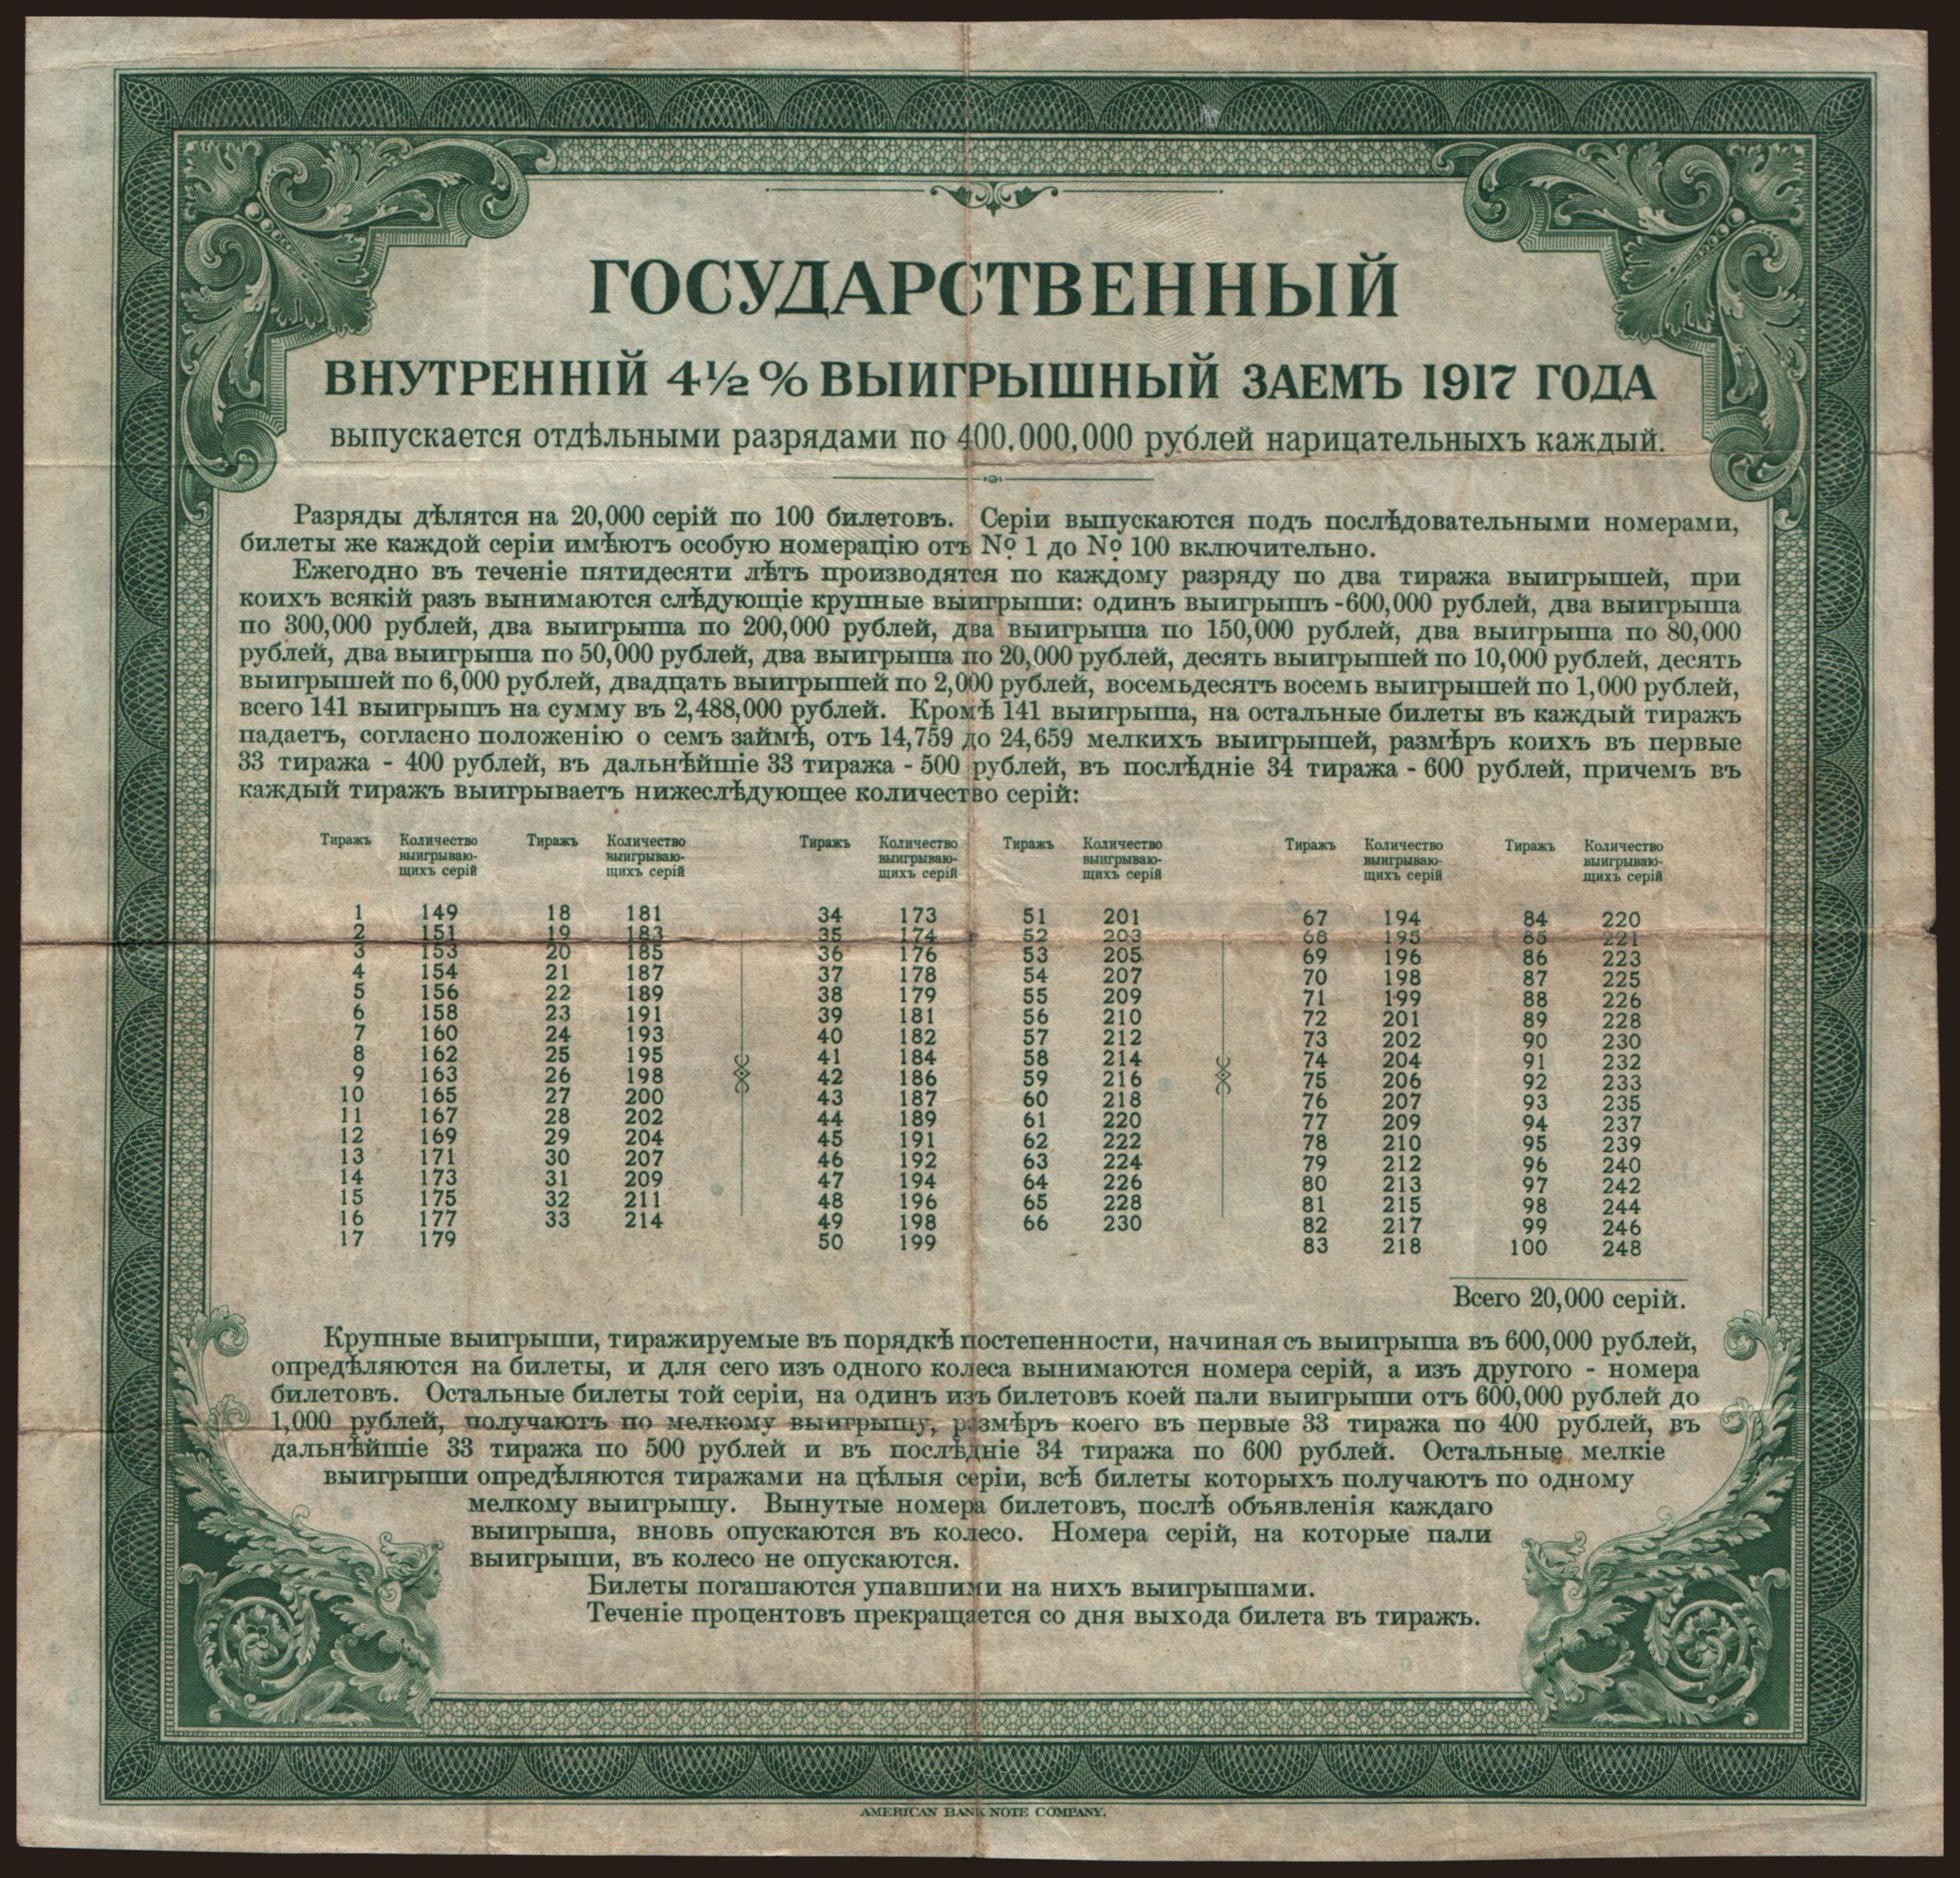 ГОСУДАРСТВЕННЫЙ
ВНУТРЕННІЙ 4½% ВЫИГРЫШНЫЙ ЗАЕМЪ 1917 ГОДА
выпускается отдѣльными разрядами по 400,000,000 рублей нарицательныхъ каждый.
Разряды дѣлятся на 20,000 серій по 100 билетовъ. Серіи выпускаются подъ послѣдовательными номерами,
билеты же каждой серіи имѣютъ особую номерацію отъ № 1 до № 100 включительно.
Ежегодно въ теченіе пятидесяти лѣтъ производятся по каждому разряду по два тиража выигрышей, при
коихъ всякій разъ вынимаются слѣдующіе крупные выигрыши: одинъ выигрышъ - 600,000 рублей, два выигрыша
по 300,000 рублей, два выигрыша по 200,000 рублей, два выигрыша по 150,000 рублей, два выигрыша по 80,000
рублей, два выигрыша по 50,000 рублей, два выигрыша по 20,000 рублей, десять выигрышей по 10,000 рублей, десять
выигрышей по 6,000 рублей, двадцать выигрышей по 2,000 рублей, восемьдесятъ восемь выигрышей по 1,000 рублей,
всего 141 выигрышъ на сумму въ 2,488,000 рублей. Кромѣ 141 выигрыша, на остальные билеты въ каждый тиражъ
падаетъ, согласно положенію о семъ займѣ, отъ 14,759 до 24,659 мелкихъ выигрышей, размѣръ коихъ въ первые
33 тиража - 400 рублей, въ дальнѣйшіе 33 тиража - 500 рублей, въ послѣдніе 34 тиража - 600 рублей, причемъ въ
каждый тиражъ выигрываетъ нижеслѣдующее количество серій:
Тиражъ Количество Тиражъ Количество Тиражъ Количество Тиражъ Количество Тиражъ Количество Тиражъ Количество
выигрываю- выигрываю- выигрываю- выигрываю- выигрываю- выигрываю-
щихъ серій щихъ серій щихъ серій щихъ серій щихъ серій щихъ серій
1 149 18 181 34 173 51 201 67 194 84 220
2 151 19 183 35 174 52 203 68 195 85 221
3 153 20 185 36 176 53 205 69 196 86 223
4 154 21 187 37 178 54 207 70 198 87 225
5 156 22 189 38 179 55 209 71 199 88 226
6 158 23 191 39 181 56 210 72 201 89 228
7 160 24 193 40 182 57 212 73 202 90 230
8 162 25 195 41 184 58 214 74 204 91 232
9 163 26 198 42 186 59 216 75 206 92 233
10 165 27 200 43 187 60 218 76 207 93 235
11 167 28 202 44 189 61 220 77 209 94 237
12 169 29 204 45 191 62 222 78 210 95 239
13 171 30 207 46 192 63 224 79 212 96 240
14 173 31 209 47 194 64 226 80 213 97 242
15 175 32 211 48 196 65 228 81 215 98 244
16 177 33 214 49 198 66 230 82 217 99 246
17 179 50 199 83 218 100 248
Всего 20,000 серій.
Крупные выигрыши, тиражируемые въ порядкѣ постепенности, начиная съ выигрыша въ 600,000 рублей,
опредѣляются на билеты, и для сего изъ одного колеса вынимаются номера серій, а изъ другого - номера
билетовъ. Остальные билеты той серіи, на одинъ изъ билетовъ коей пали выигрыши отъ 600,000 рублей до
1,000 рублей, получаютъ по мелкому выигрышу, размѣръ коего въ первые 33 тиража по 400 рублей, въ
дальнѣйшіе 33 тиража по 500 рублей и въ послѣдніе 34 тиража по 600 рублей. Остальные мелкіе
выигрыши опредѣляются тиражами на цѣлыя серіи, всѣ билеты которыхъ получаютъ по одному
мелкому выигрышу. Вынутые номера билетовъ, послѣ объявленія каждаго
выигрыша, вновь опускаются въ колесо. Номера серій, на которые пали
выигрыши, въ колесо не опускаются.
Билеты погашаются упавшими на нихъ выигрышами.
Теченіе процентовъ прекращается со дня выхода билета въ тиражъ.
AMERICAN BANK NOTE COMPANY.